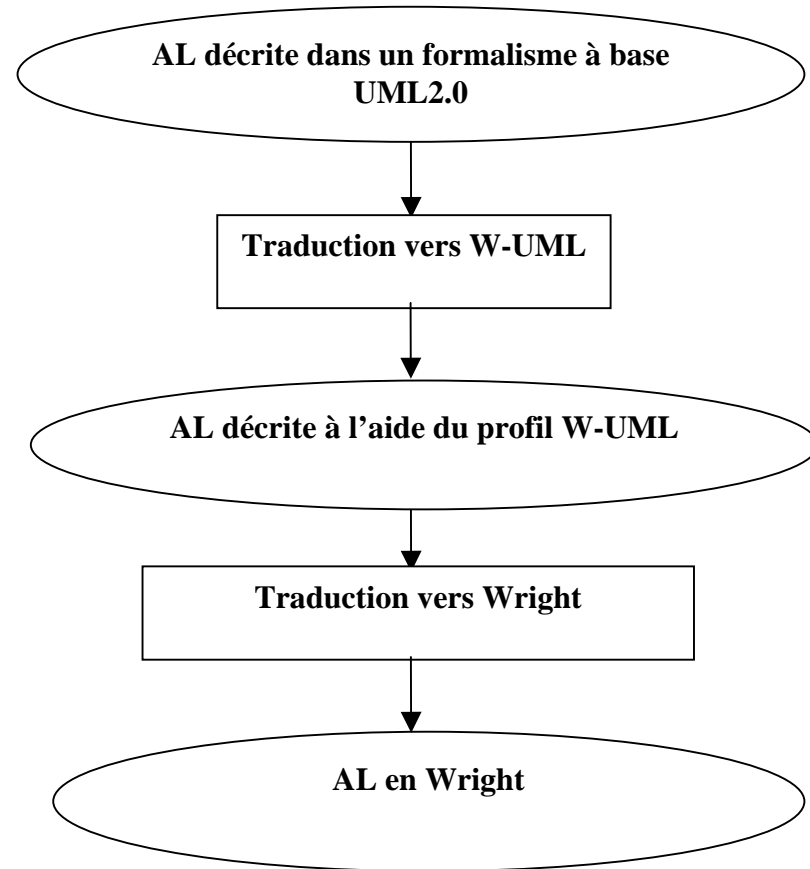 AL décrite dans un formalisme à base
UML2.0
Traduction vers W-UML
AL décrite à l’aide du profil W-UML
Traduction vers Wright
AL en Wright